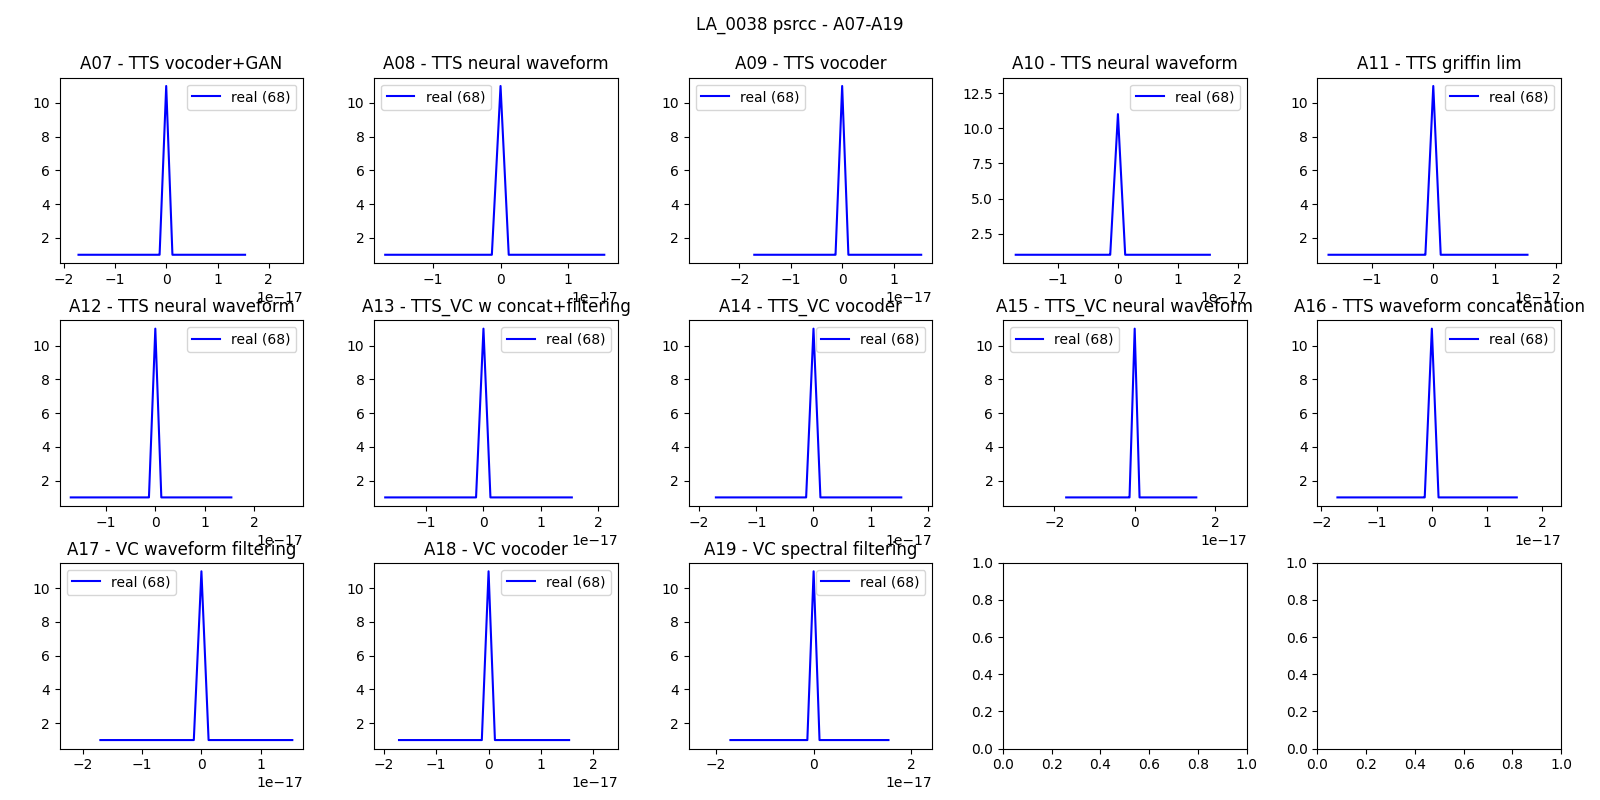 LA_0038 psrcc - A07-A19
A07 - TTS vocoder+GAN
A08 - TTS neural waveform
A09 - TTS vocoder
A10 - TTS neural waveform
A11 - TTS griffin lim
real (68)
real (68)
real (68)
real (68)
real (68)
10
8
6
4
2
10
8
6
4
2
10
8
6
4
2
12.5
10.0
7.5
5.0
2.5
10
8
6
4
2
−2 −1 0 1 2
1e−17
−1 0 1
1e−17
−2 −1 0 1
1e−17
−1 0 1 2
1e−17
−1 0 1 2
1e−17
A12 - TTS neural waveform
A13 - TTS_VC w concat+filtering
A14 - TTS_VC vocoder
A15 - TTS_VC neural waveform
A16 - TTS waveform concatenation
real (68)
real (68)
real (68)
real (68)
real (68)
10
8
6
4
2
10
8
6
4
2
10
8
6
4
2
10
8
6
4
2
10
8
6
4
2
−1 0 1 2
1e−17
−1 0 1 2
1e−17
−2 −1 0 1 2
1e−17
−2 0 2
1e−17
−2 −1 0 1 2
1e−17
A17 - VC waveform filtering
A18 - VC vocoder
A19 - VC spectral filtering
real (68)
real (68)
real (68)
10
8
6
4
2
10
8
6
4
2
10
8
6
4
2
1.0
0.8
0.6
0.4
0.2
0.0
1.0
0.8
0.6
0.4
0.2
0.0
−2 −1 0 1
1e−17
−2 −1 0 1 2
1e−17
−2 0 2
1e−17
0.0 0.2 0.4 0.6 0.8 1.0
0.0 0.2 0.4 0.6 0.8 1.0